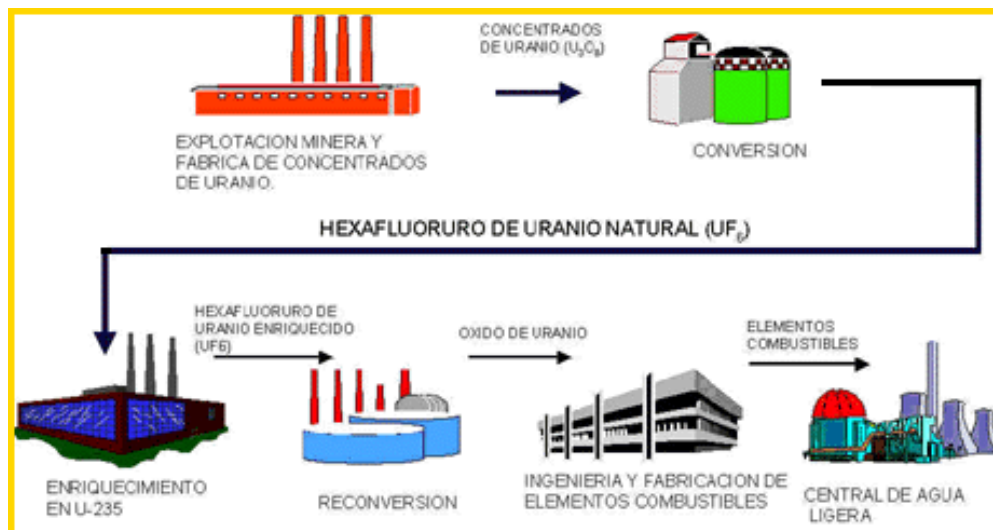 CONCENTRADOS
DE URANIO (U₃O₈)
EXPLOTACION MINERA Y
FABRICA DE CONCENTRADOS
DE URANIO.
CONVERSION
HEXAFLUORURO DE URANIO NATURAL (UF₆)
HEXAFLUORURO DE
URANIO ENRIQUECIDO
(UF6)
OXIDO DE URANIO
ELEMENTOS
COMBUSTIBLES
ENRIQUECIMIENTO
EN U-235
RECONVERSION
INGENIERIA Y FABRICACION DE
ELEMENTOS COMBUSTIBLES
CENTRAL DE AGUA
LIGERA